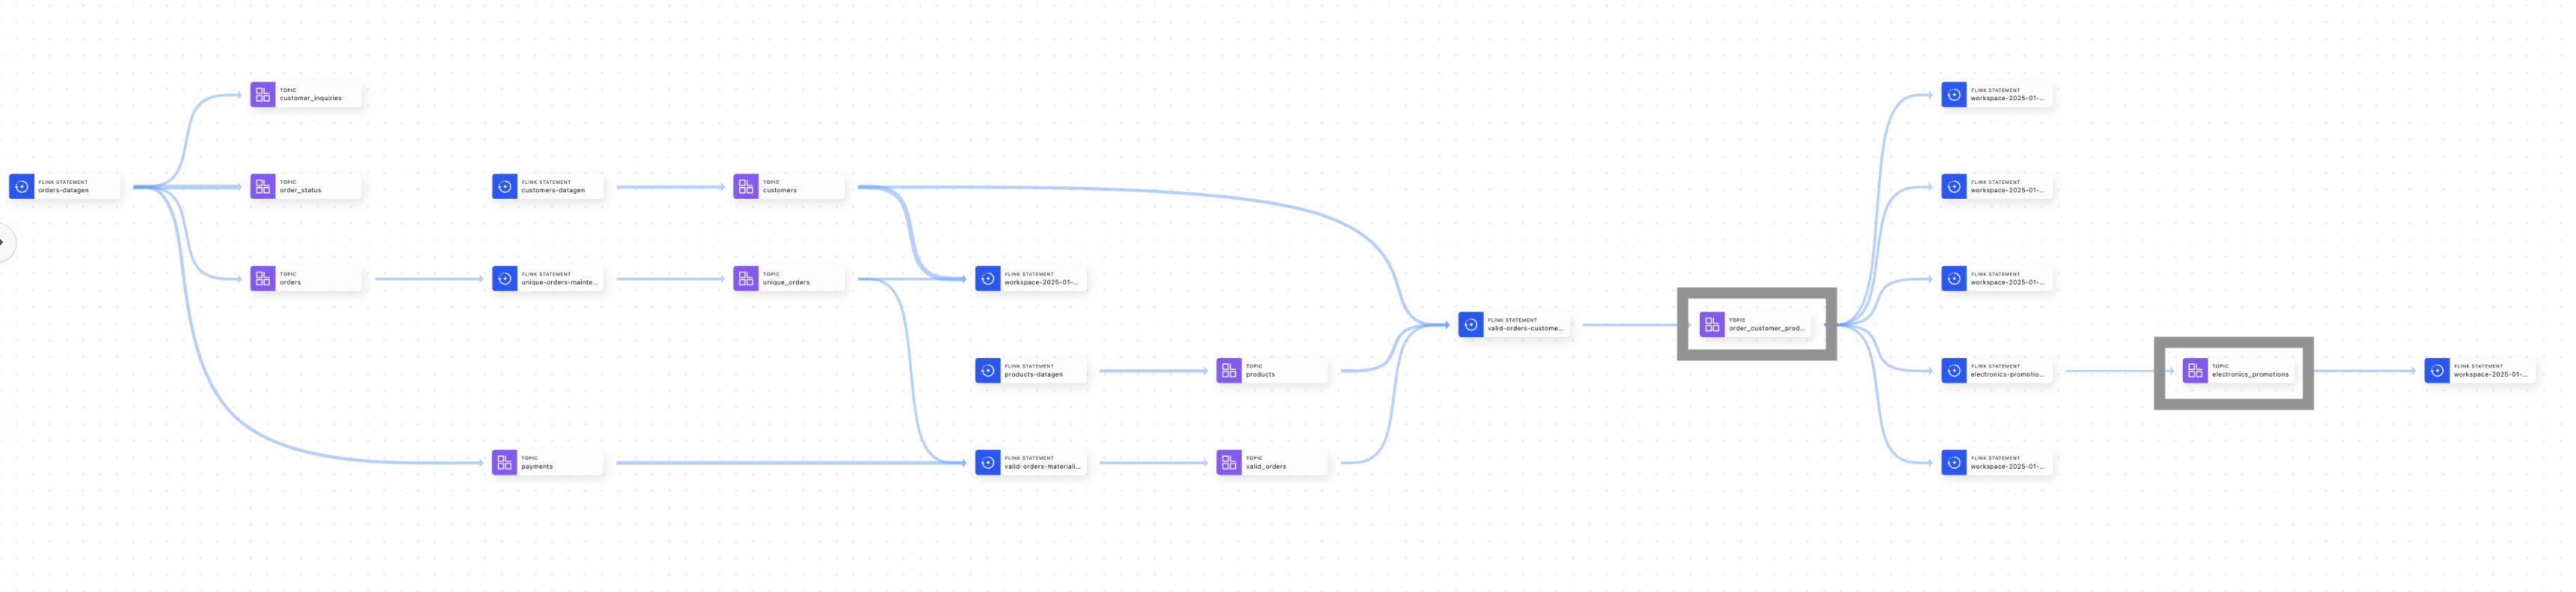 TOPIC
customer_inquiries
FLINK STATEMENT
orders-datagen
TOPIC
order_status
TOPIC
orders
FLINK STATEMENT
customers-datagen
FLINK STATEMENT
unique-orders-mainte...
TOPIC
payments
TOPIC
customers
TOPIC
unique_orders
FLINK STATEMENT
workspace-2025-01-...
FLINK STATEMENT
products-datagen
FLINK STATEMENT
valid-orders-materiali...
TOPIC
products
TOPIC
valid_orders
FLINK STATEMENT
valid-orders-custome...
TOPIC
order_customer_prod...
FLINK STATEMENT
workspace-2025-01-...
FLINK STATEMENT
workspace-2025-01-...
FLINK STATEMENT
workspace-2025-01-...
FLINK STATEMENT
electronics-promotio...
FLINK STATEMENT
workspace-2025-01-...
TOPIC
electronics_promotions
FLINK STATEMENT
workspace-2025-01-...